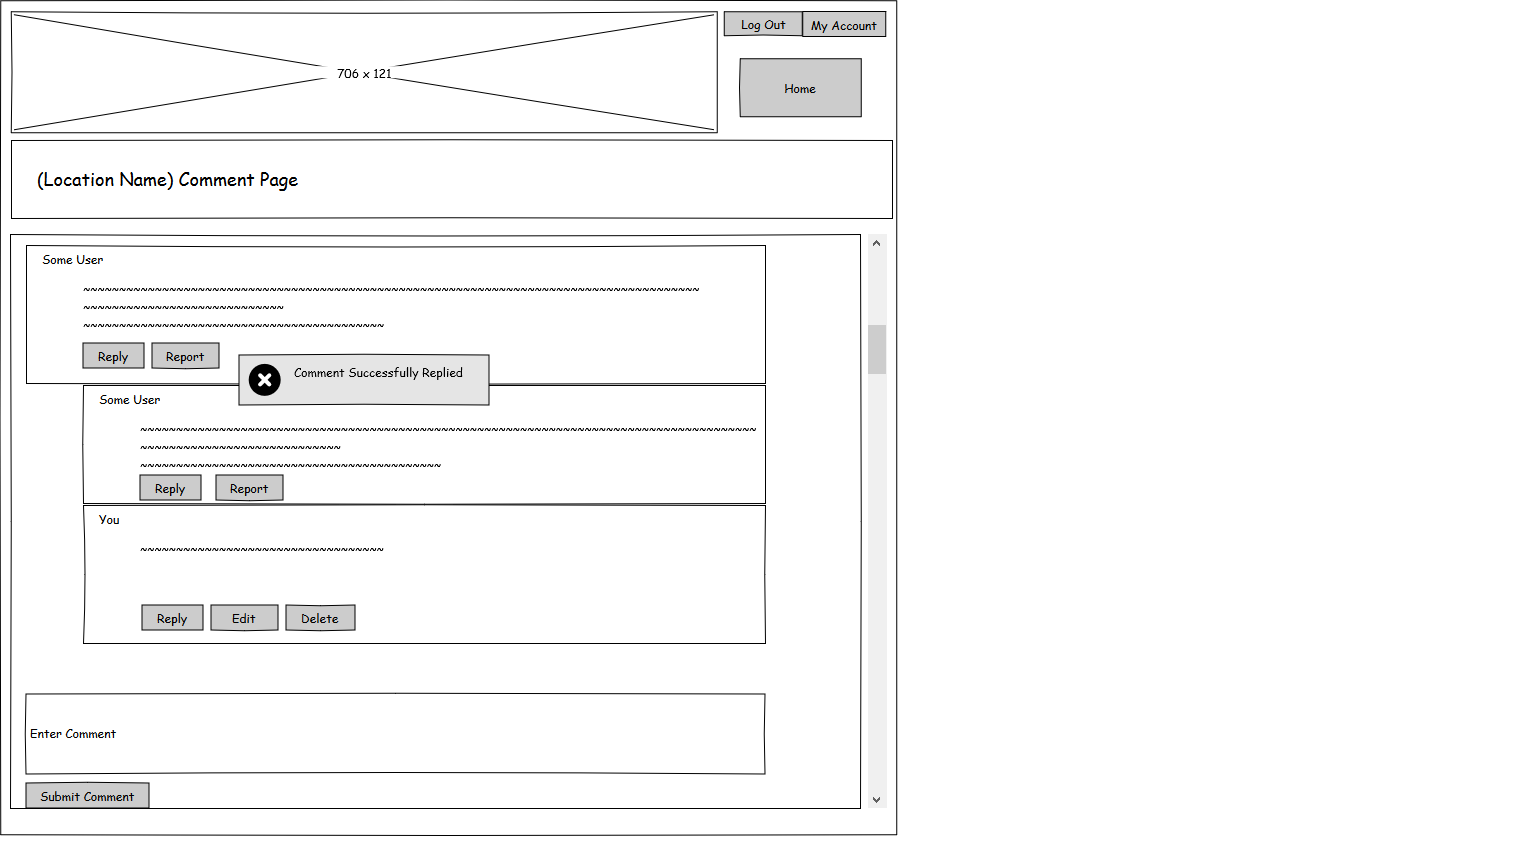 Log Out
My Account
706 x 121
Home
(Location Name) Comment Page
Some User
~~~~~~~~~~~~~~~~~~~~~~~~~~~~~~~~~~~~~~~~~~~~~~~~~~~~~~~~~~~~~~~~~~~~~~~~~~~~~~~~~~~~~~
~~~~~~~~~~~~~~~~~~~~~~~~~~~~
~~~~~~~~~~~~~~~~~~~~~~~~~~~~~~~~~~~~~~~~~~
Reply
Report
Comment Successfully Replied
Some User
~~~~~~~~~~~~~~~~~~~~~~~~~~~~~~~~~~~~~~~~~~~~~~~~~~~~~~~~~~~~~~~~~~~~~~~~~~~~~~~~~~~~~~
~~~~~~~~~~~~~~~~~~~~~~~~~~~~
~~~~~~~~~~~~~~~~~~~~~~~~~~~~~~~~~~~~~~~~~~
Reply
Report
You
~~~~~~~~~~~~~~~~~~~~~~~~~~~~~~~~~~
Reply
Edit
Delete
Enter Comment
Submit Comment